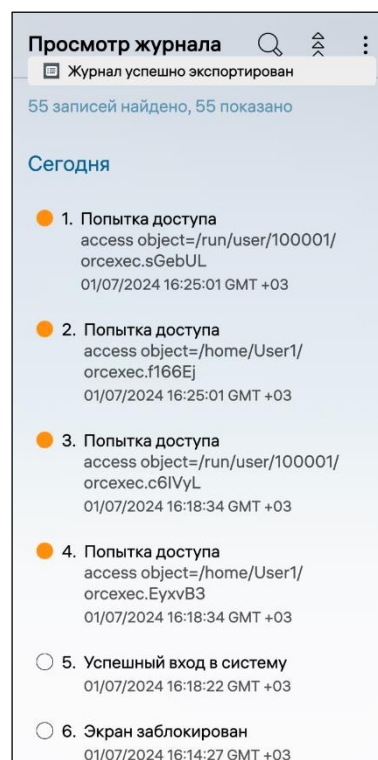 Просмотр журнала
Журнал успешно экспортирован
55 записей найдено, 55 показано
Сегодня
1. Попытка доступа
access object=/run/user/100001/
orcexec.sGebUL
01/07/2024 16:25:01 GMT +03
2. Попытка доступа
access object=/home/User1/
orcexec.f166Ej
01/07/2024 16:25:01 GMT +03
3. Попытка доступа
access object=/run/user/100001/
orcexec.c6IVyL
01/07/2024 16:18:34 GMT +03
4. Попытка доступа
access object=/home/User1/
orcexec.EyxvB3
01/07/2024 16:18:34 GMT +03
5. Успешный вход в систему
01/07/2024 16:18:22 GMT +03
6. Экран заблокирован
01/07/2024 16:14:27 GMT +03